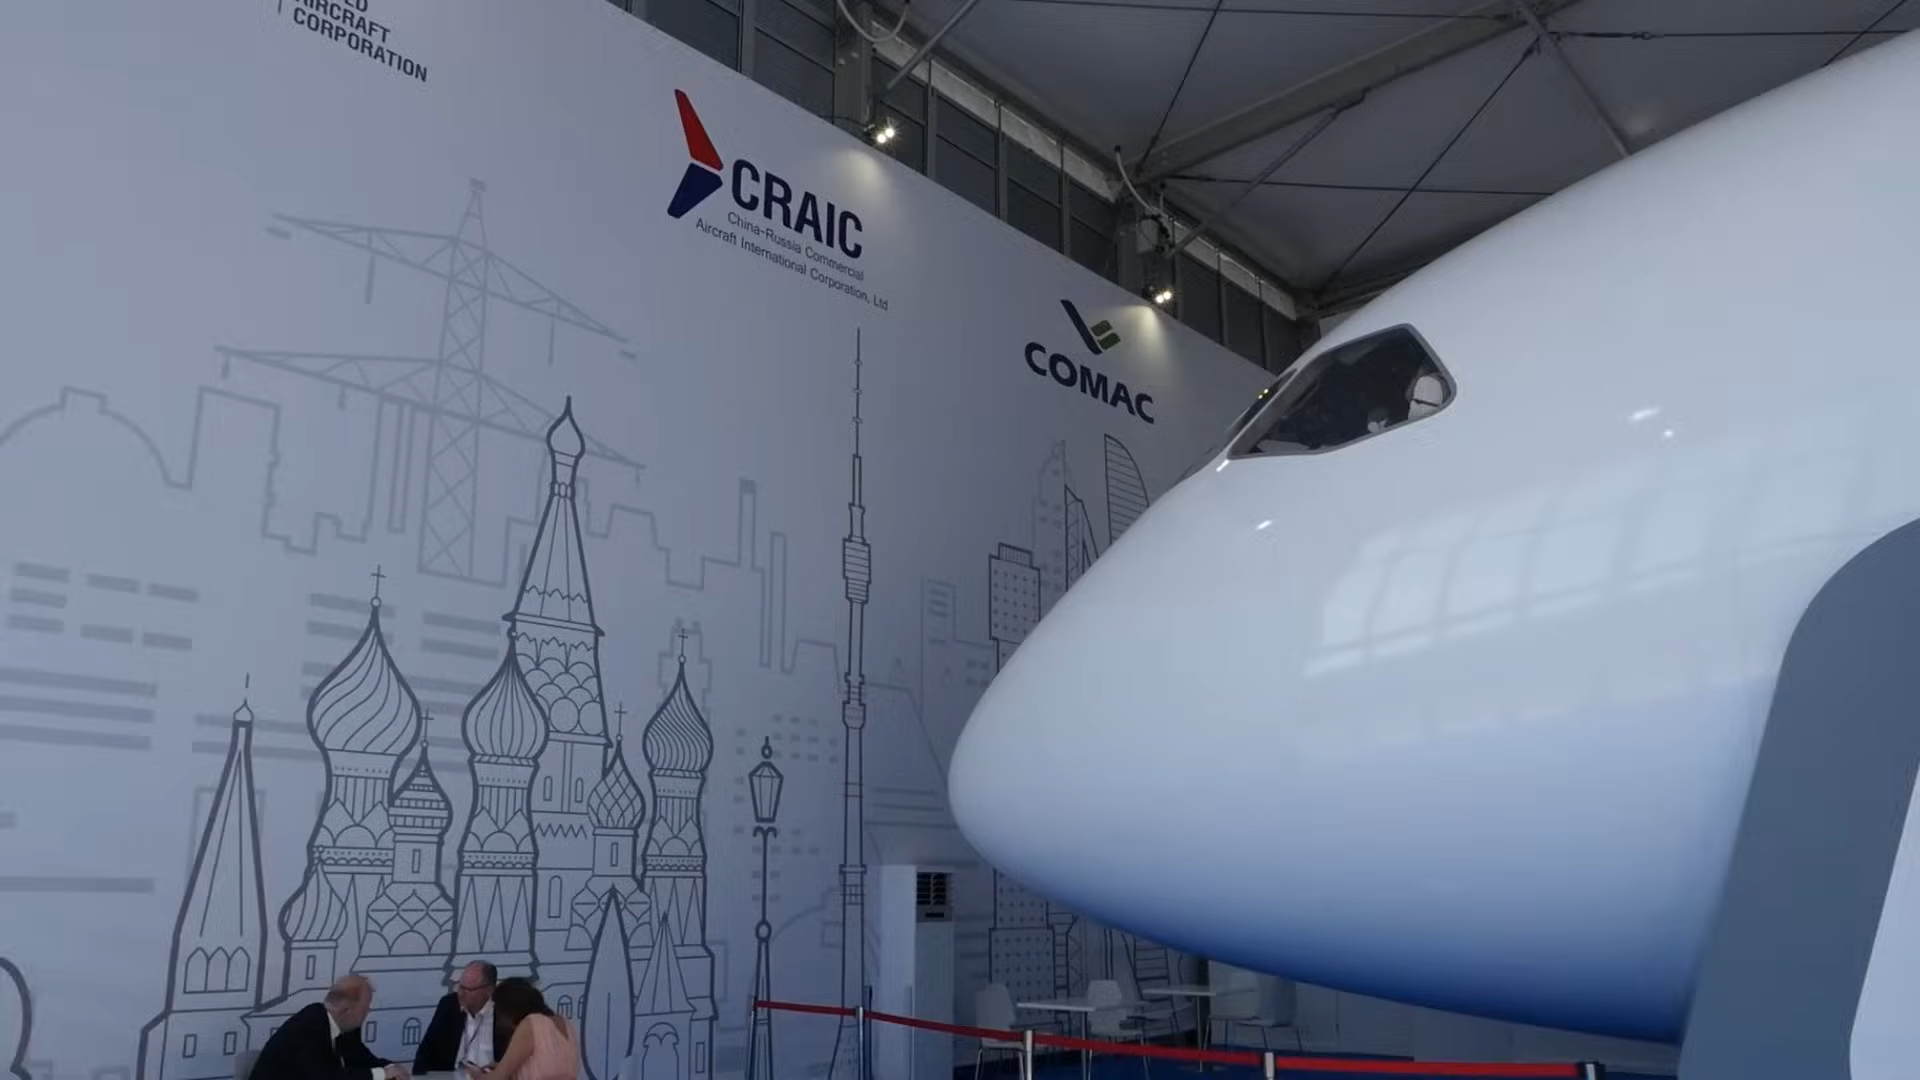 AIRCRAFT
CORPORATION
CRAIC
China-Russia Commercial
Aircraft International Corporation, Ltd
COMAC